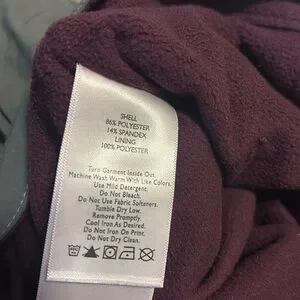 SHELL
86% POLYESTER
14% SPANDEX
LINING
100% POLYESTER
Turn Garment Inside Out.
Machine Wash Warm With Like Colors.
Use Mild Detergent.
Do Not Bleach.
Do Not Use Fabric Softeners.
Tumble Dry Low.
Remove Promptly.
Cool Iron As Desired.
Do Not Iron On Print.
Do Not Dry Clean.